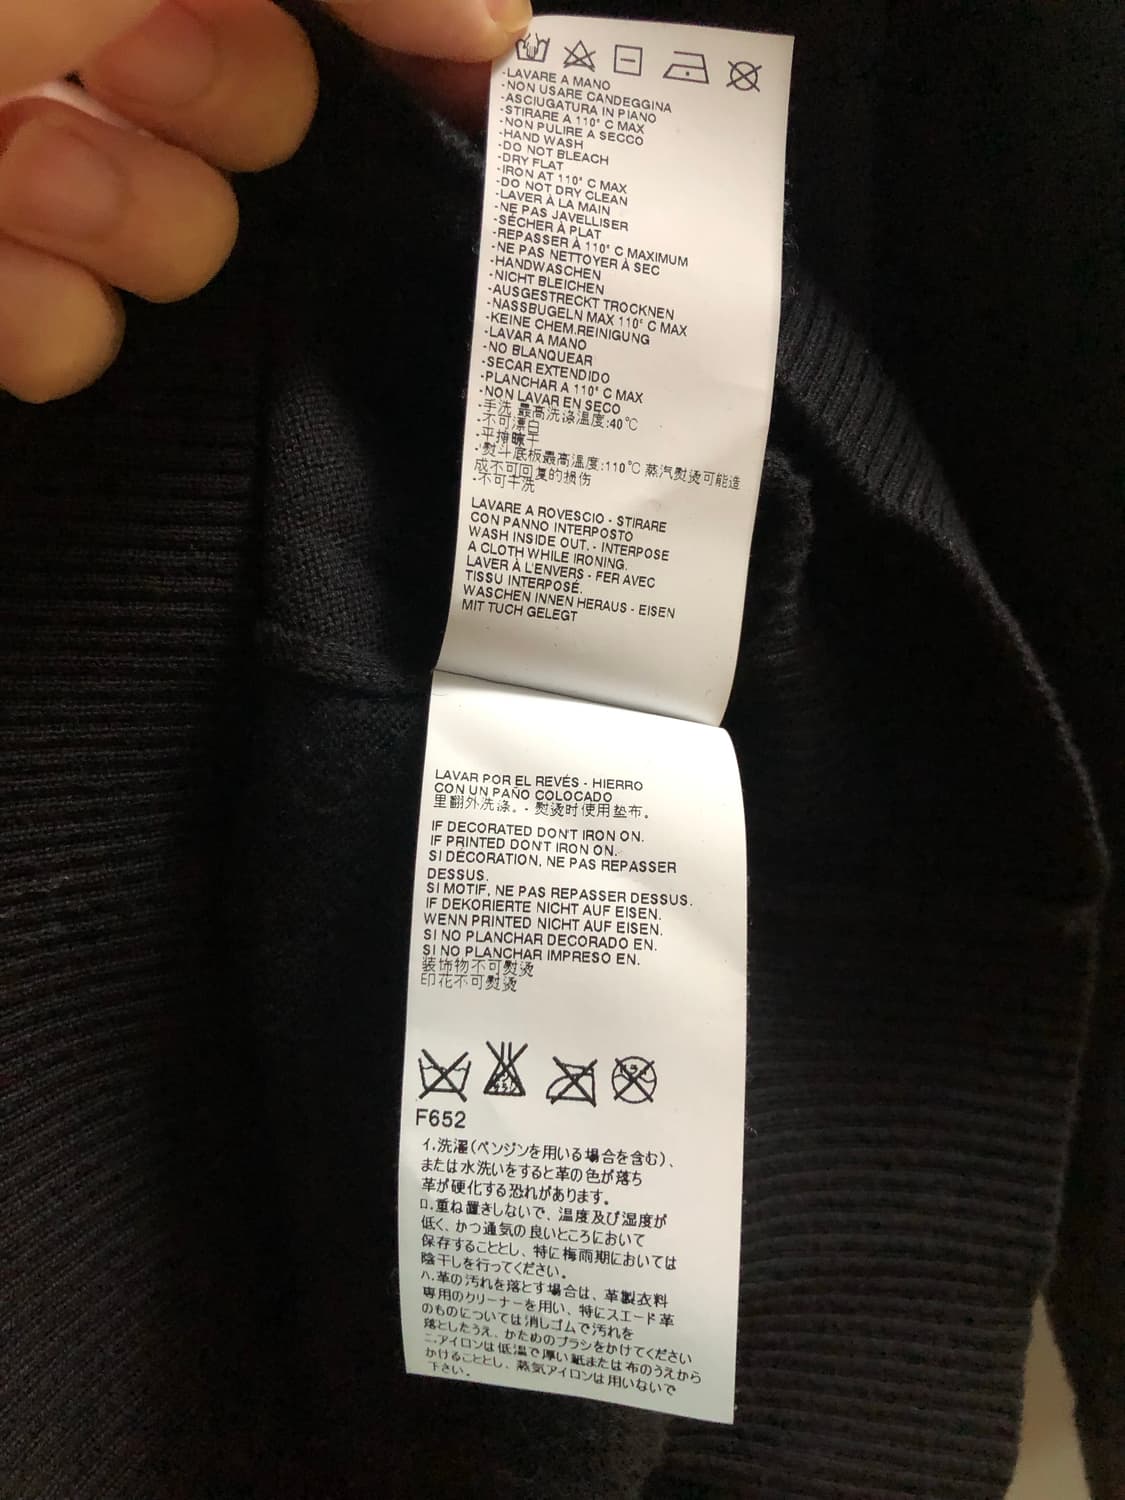 -LAVARE A MANO
-NON USARE CANDEGGINA
-ASCIUGATURA IN PIANO
-STIRARE A 110° C MAX
-NON PULIRE A SECCO
-HAND WASH
-DO NOT BLEACH
-DRY FLAT
-IRON AT 110° C MAX
-DO NOT DRY CLEAN
-LAVER À LA MAIN
-NE PAS JAVELLISER
-SÉCHER À PLAT
-REPASSER À 110° C MAXIMUM
-NE PAS NETTOYER À SEC
-HANDWASCHEN
-NICHT BLEICHEN
-AUSGESTRECKT TROCKNEN
-NASSBUGELN MAX 110° C MAX
-KEINE CHEM.REINIGUNG
-LAVAR A MANO
-NO BLANQUEAR
-SECAR EXTENDIDO
-PLANCHAR A 110° C MAX
-NON LAVAR EN SECO
-手洗,最高洗涤温度:40℃
-不可漂白
-平摊晾干
-熨斗底板最高温度:110℃ 蒸汽熨烫可能造
成不可回复的损伤
-不可干洗
LAVARE A ROVESCIO - STIRARE
CON PANNO INTERPOSTO
WASH INSIDE OUT. - INTERPOSE
A CLOTH WHILE IRONING.
LAVER À L'ENVERS - FER AVEC
TISSU INTERPOSÉ.
WASCHEN INNEN HERAUS - EISEN
MIT TUCH GELEGT
LAVAR POR EL REVÉS - HIERRO
CON UN PAÑO COLOCADO
里翻外洗涤。- 熨烫时使用垫布。
IF DECORATED DON'T IRON ON.
IF PRINTED DON'T IRON ON.
SI DÉCORATION, NE PAS REPASSER
DESSUS.
SI MOTIF, NE PAS REPASSER DESSUS.
IF DEKORIERTE NICHT AUF EISEN.
WENN PRINTED NICHT AUF EISEN.
SI NO PLANCHAR DECORADO EN.
SI NO PLANCHAR IMPRESO EN.
装饰物不可熨烫
印花不可熨烫
F652
イ.洗濯(ベンジンを用いる場合を含む)、
または水洗いをすると革の色が落ち
革が硬化する恐れがあります。
ロ.重ね置きしないで、温度及び湿度が
低く、かつ通気の良いところにおいて
保存することとし、特に梅雨期においては
陰干しを行ってください。
ハ.革の汚れを落とす場合は、革製衣料
専用のクリーナーを用い、特にスエード革
のものについては消しゴムで汚れを
落としたうえ、かためのブラシをかけてください
ニ.アイロンは低温で厚い紙または布のうえから
かけることとし、蒸気アイロンは用いないで
下さい。